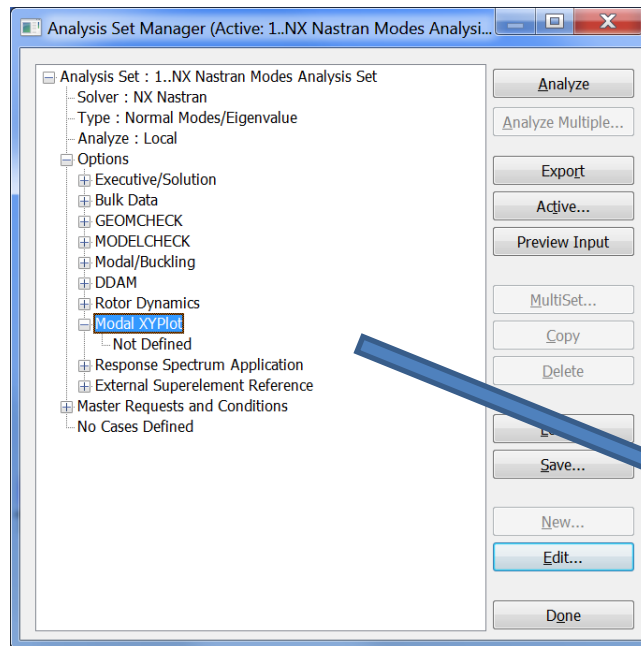 Analysis Set Manager (Active: 1..NX Nastran Modes Analysi...
Analysis Set : 1..NX Nastran Modes Analysis Set
Solver : NX Nastran
Type : Normal Modes/Eigenvalue
Analyze : Local
Options
Executive/Solution
Bulk Data
GEOMCHECK
MODELCHECK
Modal/Buckling
DDAM
Rotor Dynamics
Modal XYPlot
Not Defined
Response Spectrum Application
External Superelement Reference
Master Requests and Conditions
No Cases Defined
Analyze
Analyze Multiple...
Export
Active...
Preview Input
MultiSet...
Copy
Delete
Save...
New...
Edit...
Done